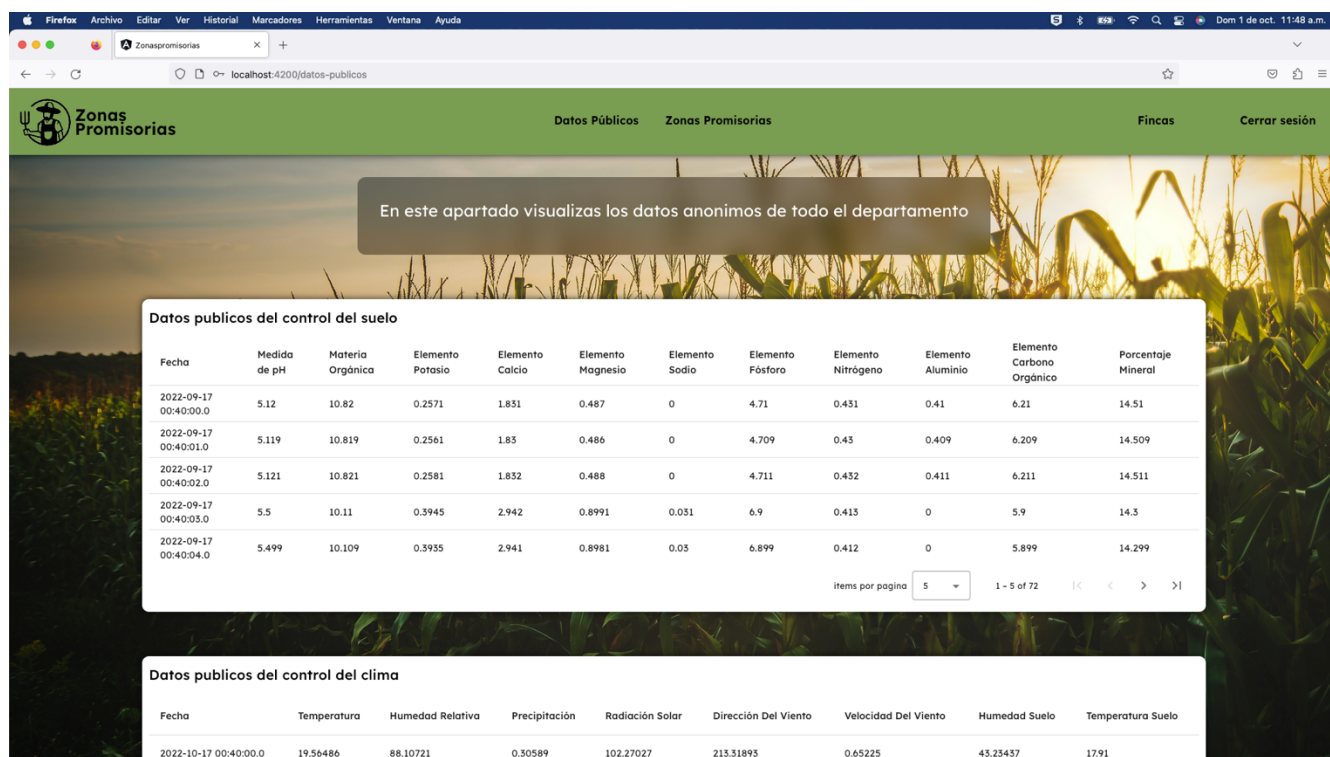 Firefox Archivo Editar Ver Historial Marcadores Herramientas Ventana Ayuda Dom 1 de oct. 11:48 a.m.
Zonaspromisorias
localhost:4200/datos-publicos
Zonas
Promisorias
Datos Públicos Zonas Promisorias Fincas Cerrar sesión
En este apartado visualizas los datos anonimos de todo el departamento
Datos publicos del control del suelo
Fecha Medida de pH Materia Orgánica Elemento Potasio Elemento Calcio Elemento Magnesio Elemento Sodio Elemento Fósforo Elemento Nitrógeno Elemento Aluminio Elemento Carbono Orgánico Porcentaje Mineral
2022-09-17 00:40:00.0 5.12 10.82 0.2571 1.831 0.487 0 4.71 0.431 0.41 6.21 14.51
2022-09-17 00:40:01.0 5.119 10.819 0.2561 1.83 0.486 0 4.709 0.43 0.409 6.209 14.509
2022-09-17 00:40:02.0 5.121 10.821 0.2581 1.832 0.488 0 4.711 0.432 0.411 6.211 14.511
2022-09-17 00:40:03.0 5.5 10.11 0.3945 2.942 0.8991 0.031 6.9 0.413 0 5.9 14.3
2022-09-17 00:40:04.0 5.499 10.109 0.3935 2.941 0.8981 0.03 6.899 0.412 0 5.899 14.299
items por pagina 5 1 – 5 of 72
Datos publicos del control del clima
Fecha Temperatura Humedad Relativa Precipitación Radiación Solar Dirección Del Viento Velocidad Del Viento Humedad Suelo Temperatura Suelo
2022-10-17 00:40:00.0 19.56486 88.10721 0.30589 102.27027 213.31893 0.65225 43.23437 17.91